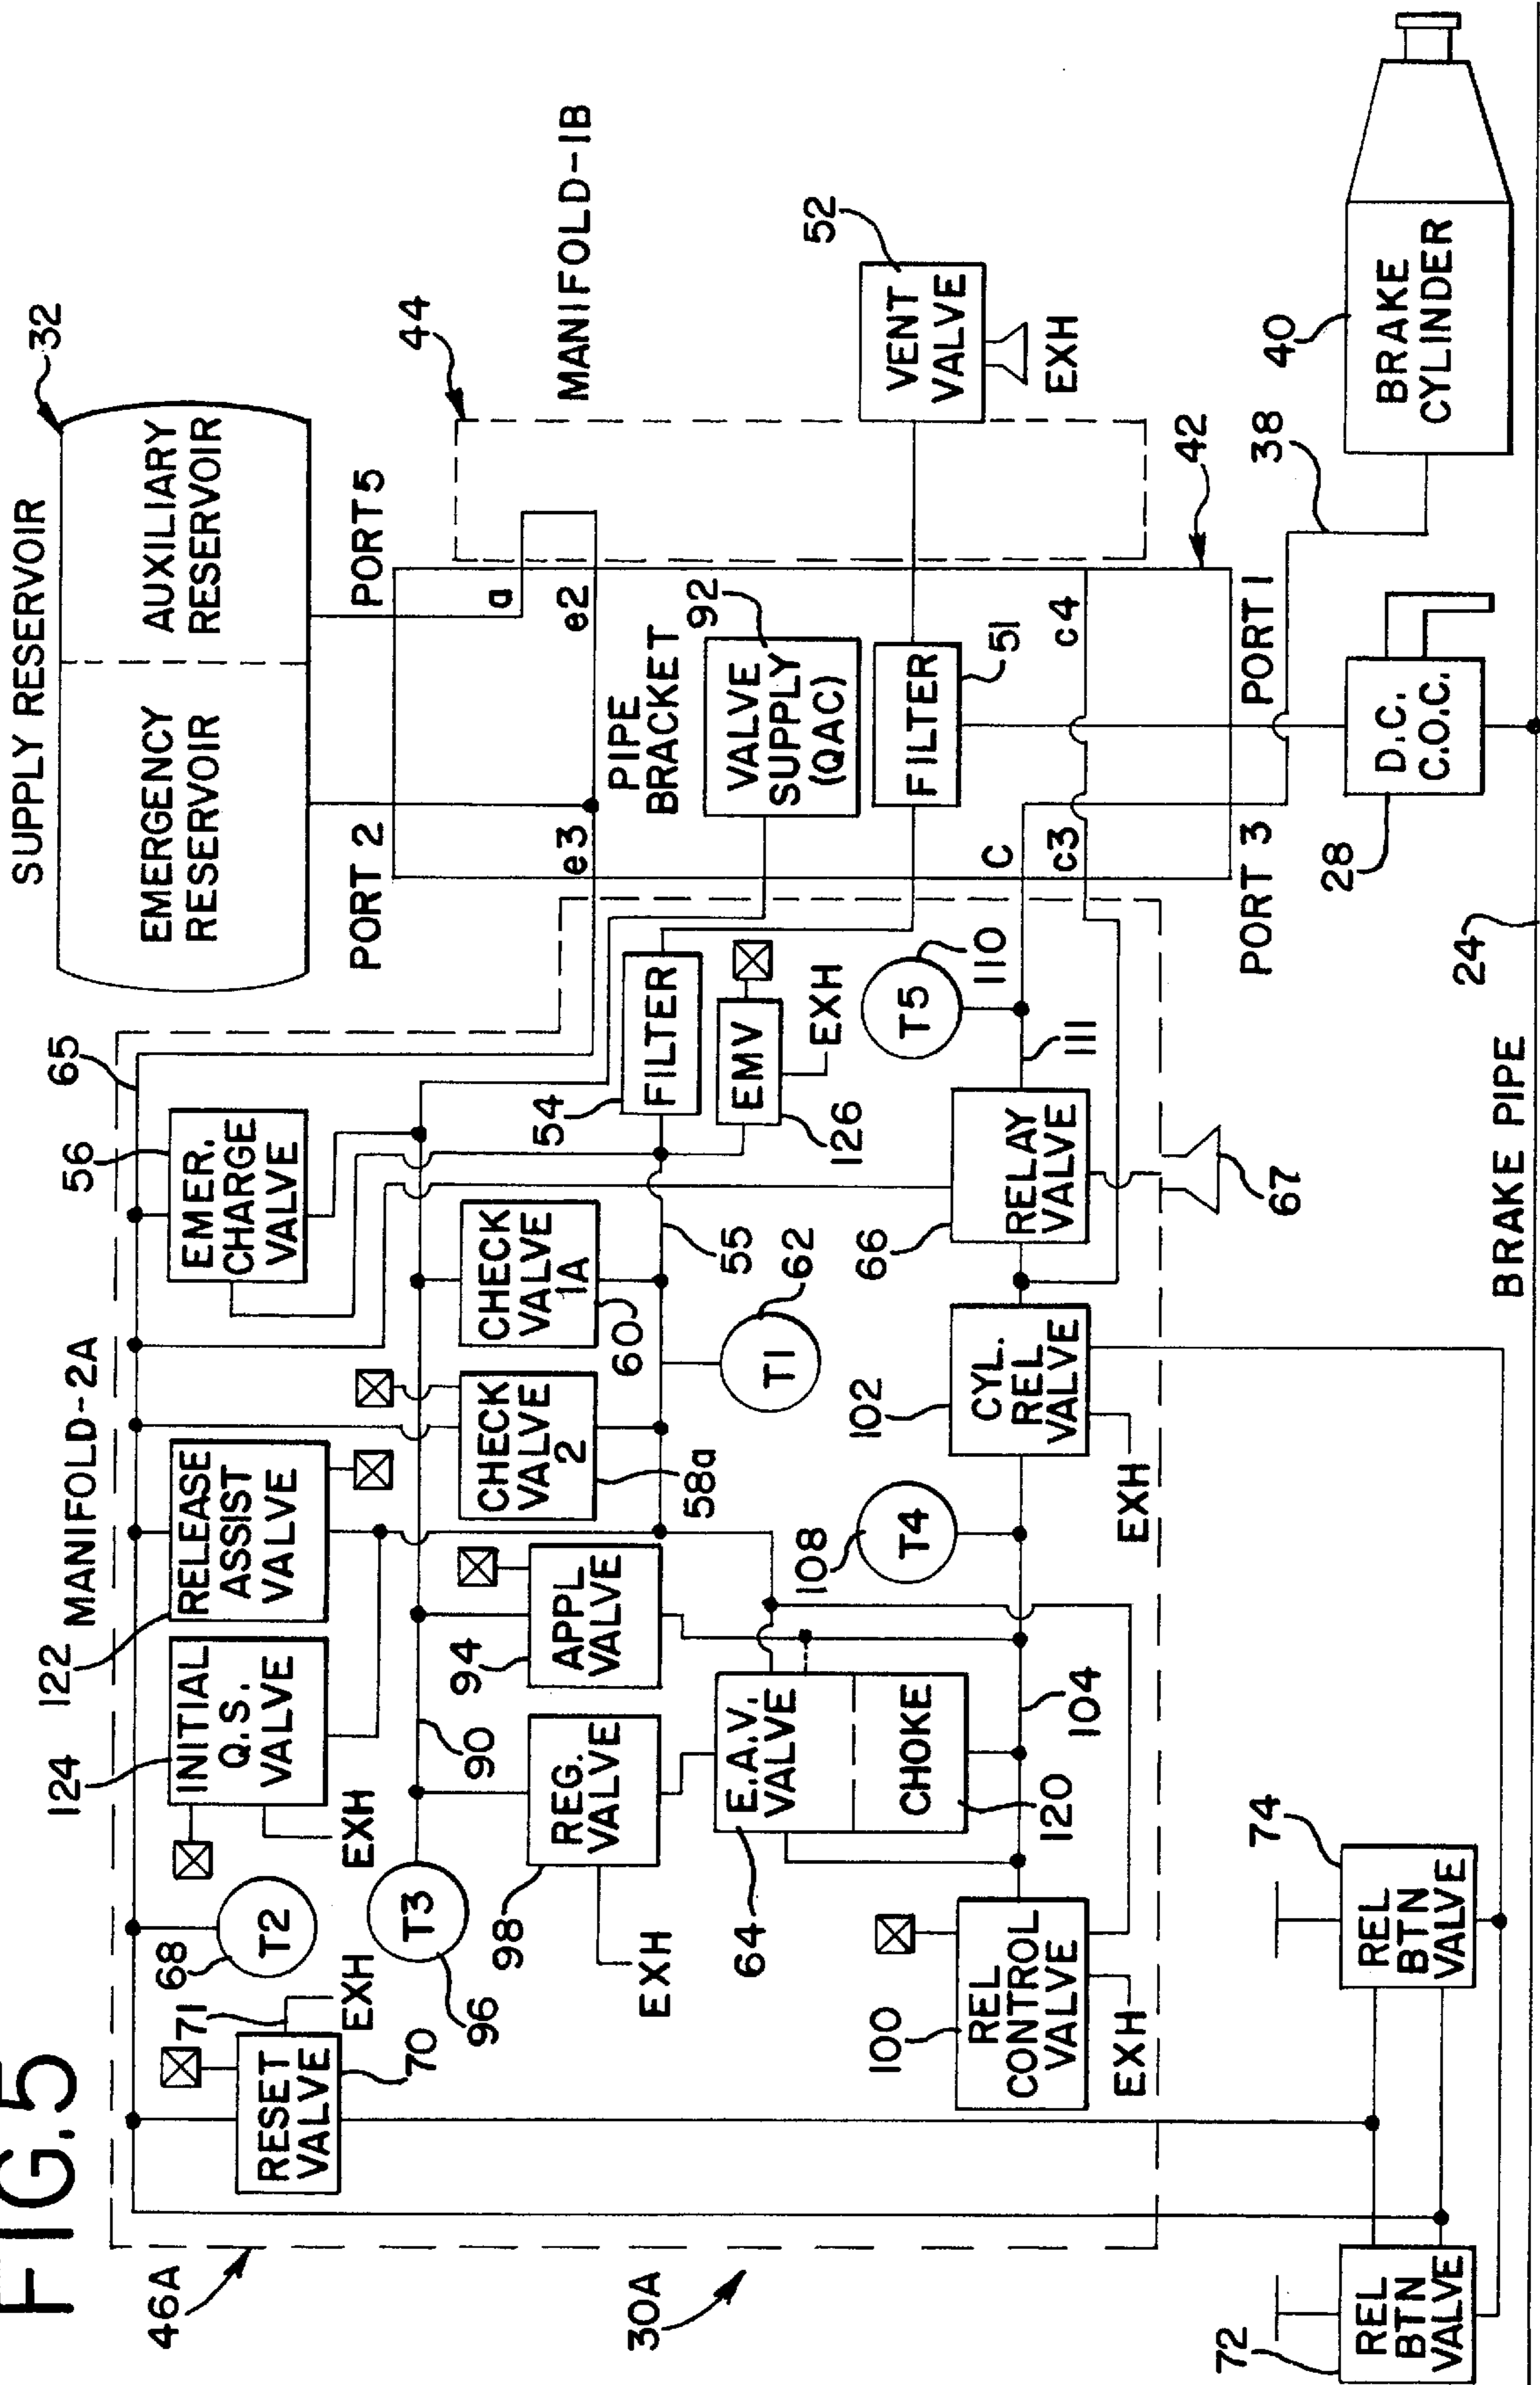 FIG.5
46A
30A
MANIFOLD-2A
SUPPLY RESERVOIR
32
EMERGENCY
RESERVOIR
AUXILIARY
RESERVOIR
PORT 2
PORT 5
44
MANIFOLD-1B
a
e2
e3
PIPE
BRACKET
92
VALVE
SUPPLY
(QAC)
FILTER
51
52
VENT
VALVE
EXH
42
C
c3
c4
PORT 3
PORT 1
38
40
BRAKE
CYLINDER
D.C.
C.O.C.
28
24
BRAKE PIPE
65
56
EMER.
CHARGE
VALVE
122
RELEASE
ASSIST
VALVE
124
INITIAL
Q.S.
VALVE
EXH
68
T2
71
EXH
RESET
VALVE
70
T3
96
90
CHECK
VALVE
1A
60
CHECK
VALVE
2
58a
55
54
FILTER
EMV
126
EXH
94
APPL
VALVE
98
REG.
VALVE
EXH
T1
62
64
E.A.V.
VALVE
CHOKE
120
104
108
T4
T5
110
111
66
RELAY
VALVE
67
102
CYL.
REL
VALVE
EXH
100
REL
CONTROL
VALVE
EXH
72
REL
BTN
VALVE
74
REL
BTN
VALVE